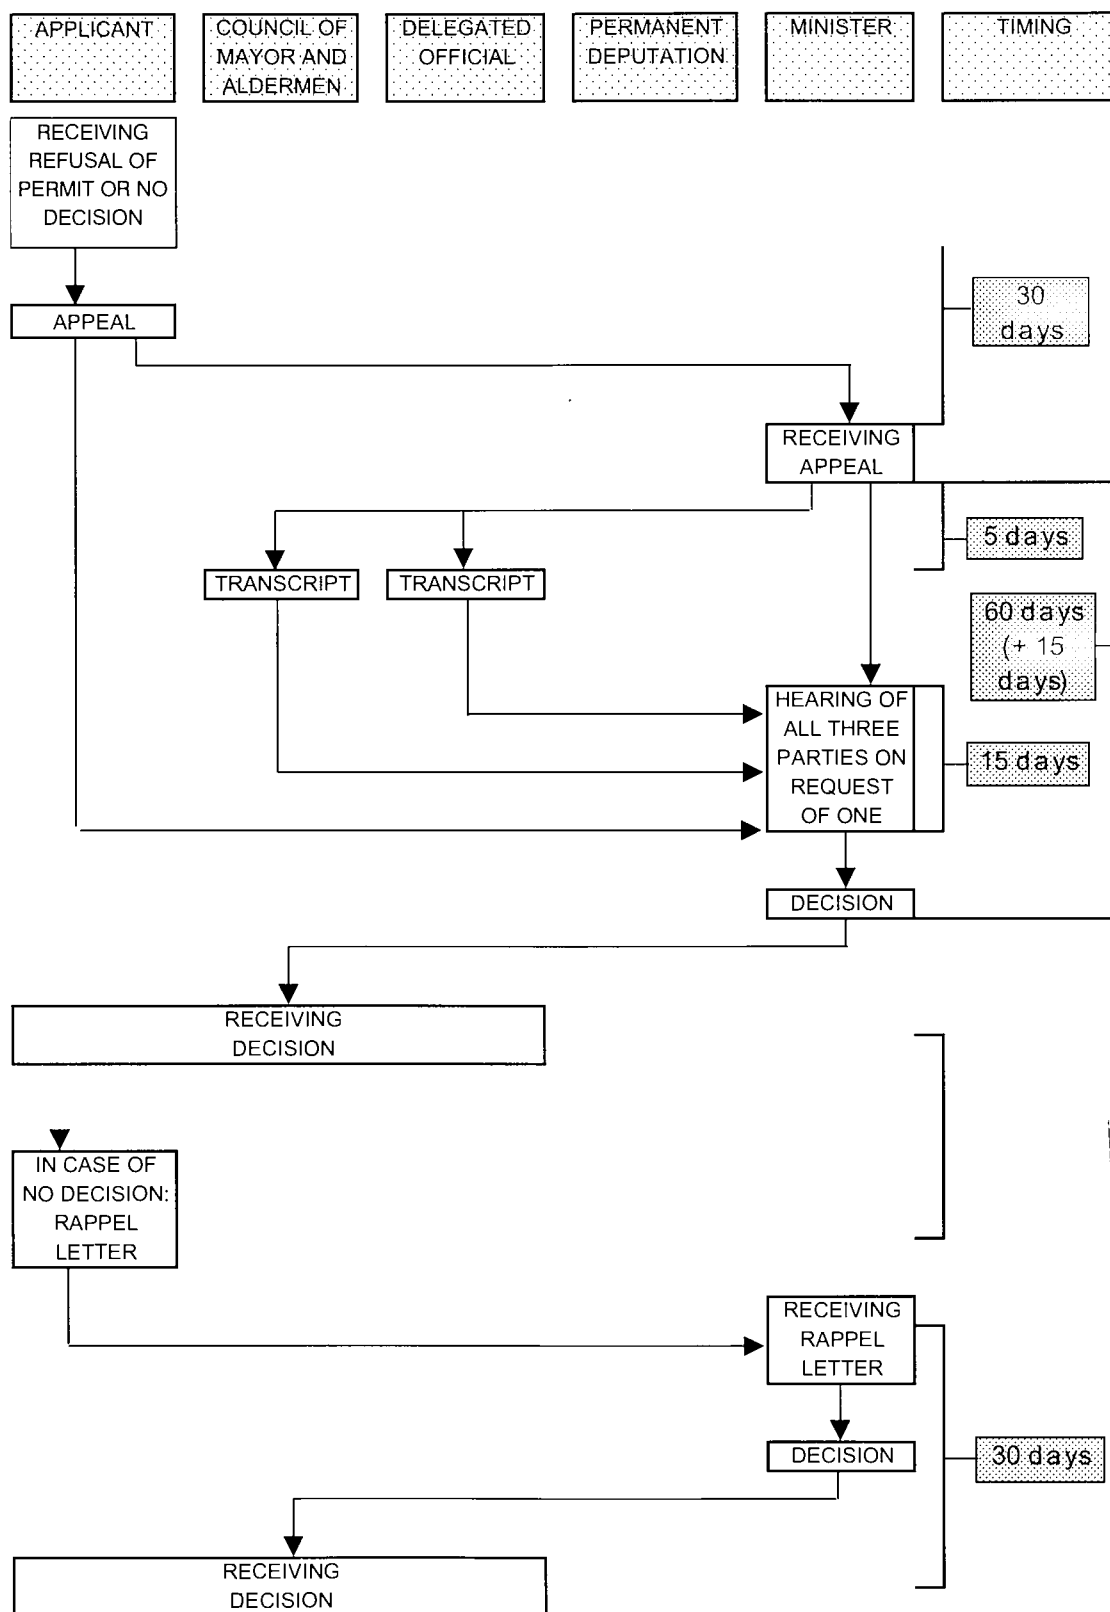 APPLICANT
COUNCIL OF
MAYOR AND
ALDERMEN
DELEGATED
OFFICIAL
PERMANENT
DEPUTATION
MINISTER
TIMING
RECEIVING
REFUSAL OF
PERMIT OR NO
DECISION
30
days
APPEAL
RECEIVING
APPEAL
5 days
TRANSCRIPT
TRANSCRIPT
60 days
(+ 15
days)
HEARING OF
ALL THREE
PARTIES ON
REQUEST
OF ONE
15 days
DECISION
RECEIVING
DECISION
IN CASE OF
NO DECISION:
RAPPEL
LETTER
RECEIVING
RAPPEL
LETTER
DECISION
30 days
RECEIVING
DECISION